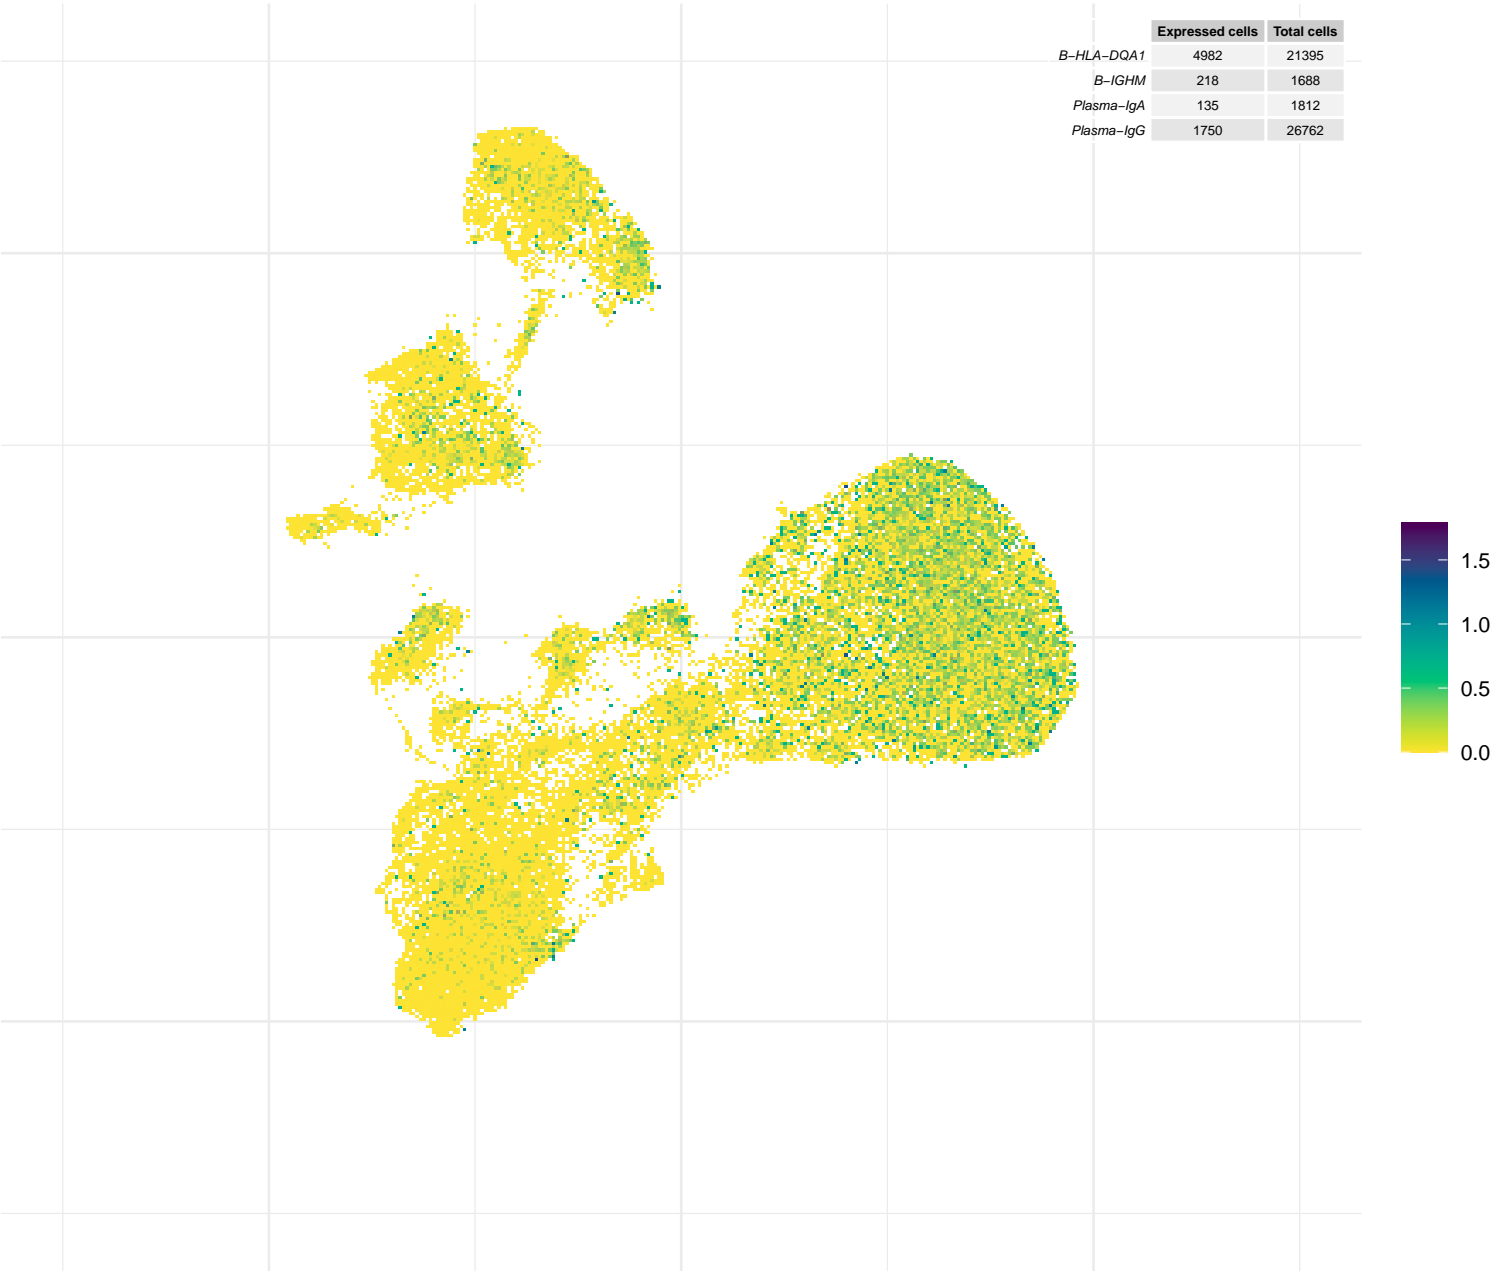 Expressed cells Total cells
B−HLA−DQA1 4982 21395
B−IGHM 218 1688
Plasma−IgA 135 1812
Plasma−IgG 1750 26762
1.5
1.0
0.5
0.0